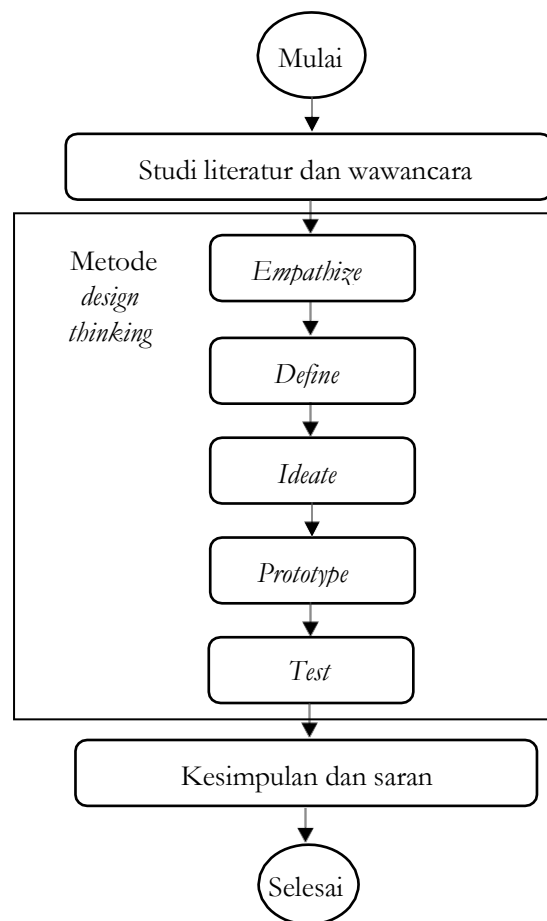 Mulai
Studi literatur dan wawancara
Metode
design
thinking
Empathize
Define
Ideate
Prototype
Test
Kesimpulan dan saran
Selesai